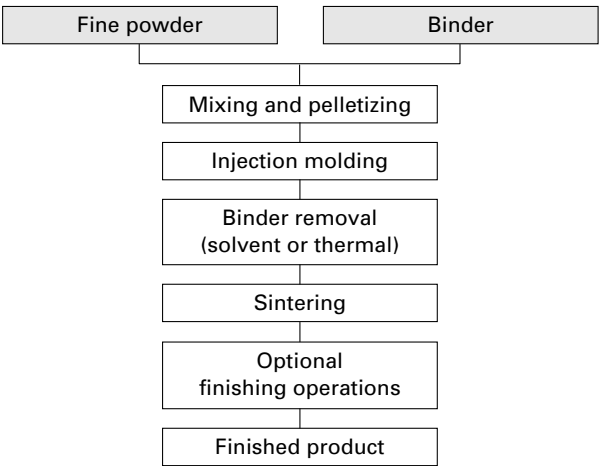 Fine powder
Binder
Mixing and pelletizing
Injection molding
Binder removal
(solvent or thermal)
Sintering
Optional
finishing operations
Finished product